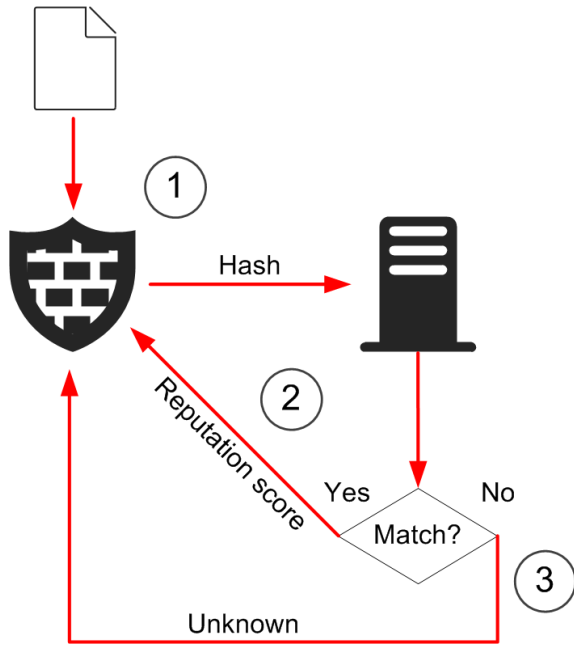 1
Hash
2
Reputation score
Yes
No
Match?
3
Unknown